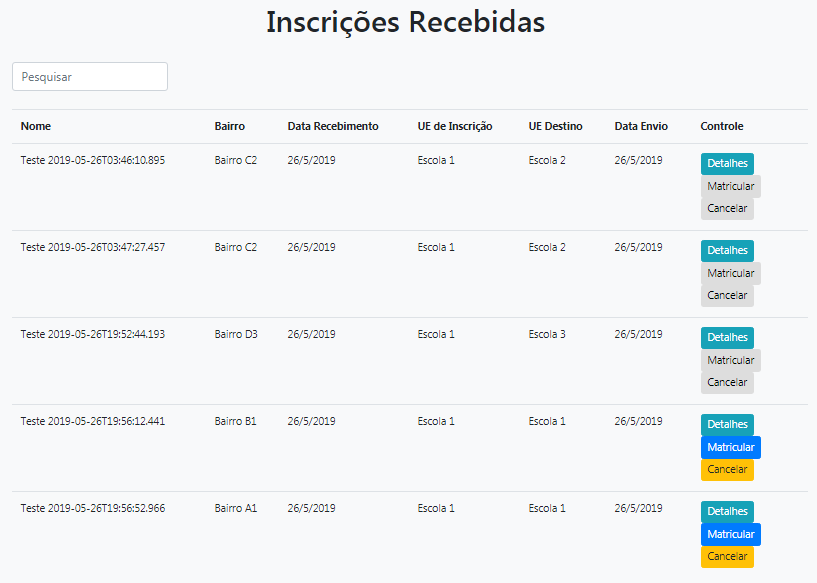 Inscrições Recebidas
Pesquisar
Nome Bairro Data Recebimento UE de Inscrição UE Destino Data Envio Controle
Teste 2019-05-26T03:46:10.895 Bairro C2 26/5/2019 Escola 1 Escola 2 26/5/2019 Detalhes
Matricular
Cancelar
Teste 2019-05-26T03:47:27.457 Bairro C2 26/5/2019 Escola 1 Escola 2 26/5/2019 Detalhes
Matricular
Cancelar
Teste 2019-05-26T19:52:44.193 Bairro D3 26/5/2019 Escola 1 Escola 3 26/5/2019 Detalhes
Matricular
Cancelar
Teste 2019-05-26T19:56:12.441 Bairro B1 26/5/2019 Escola 1 Escola 1 26/5/2019 Detalhes
Matricular
Cancelar
Teste 2019-05-26T19:56:52.966 Bairro A1 26/5/2019 Escola 1 Escola 1 26/5/2019 Detalhes
Matricular
Cancelar